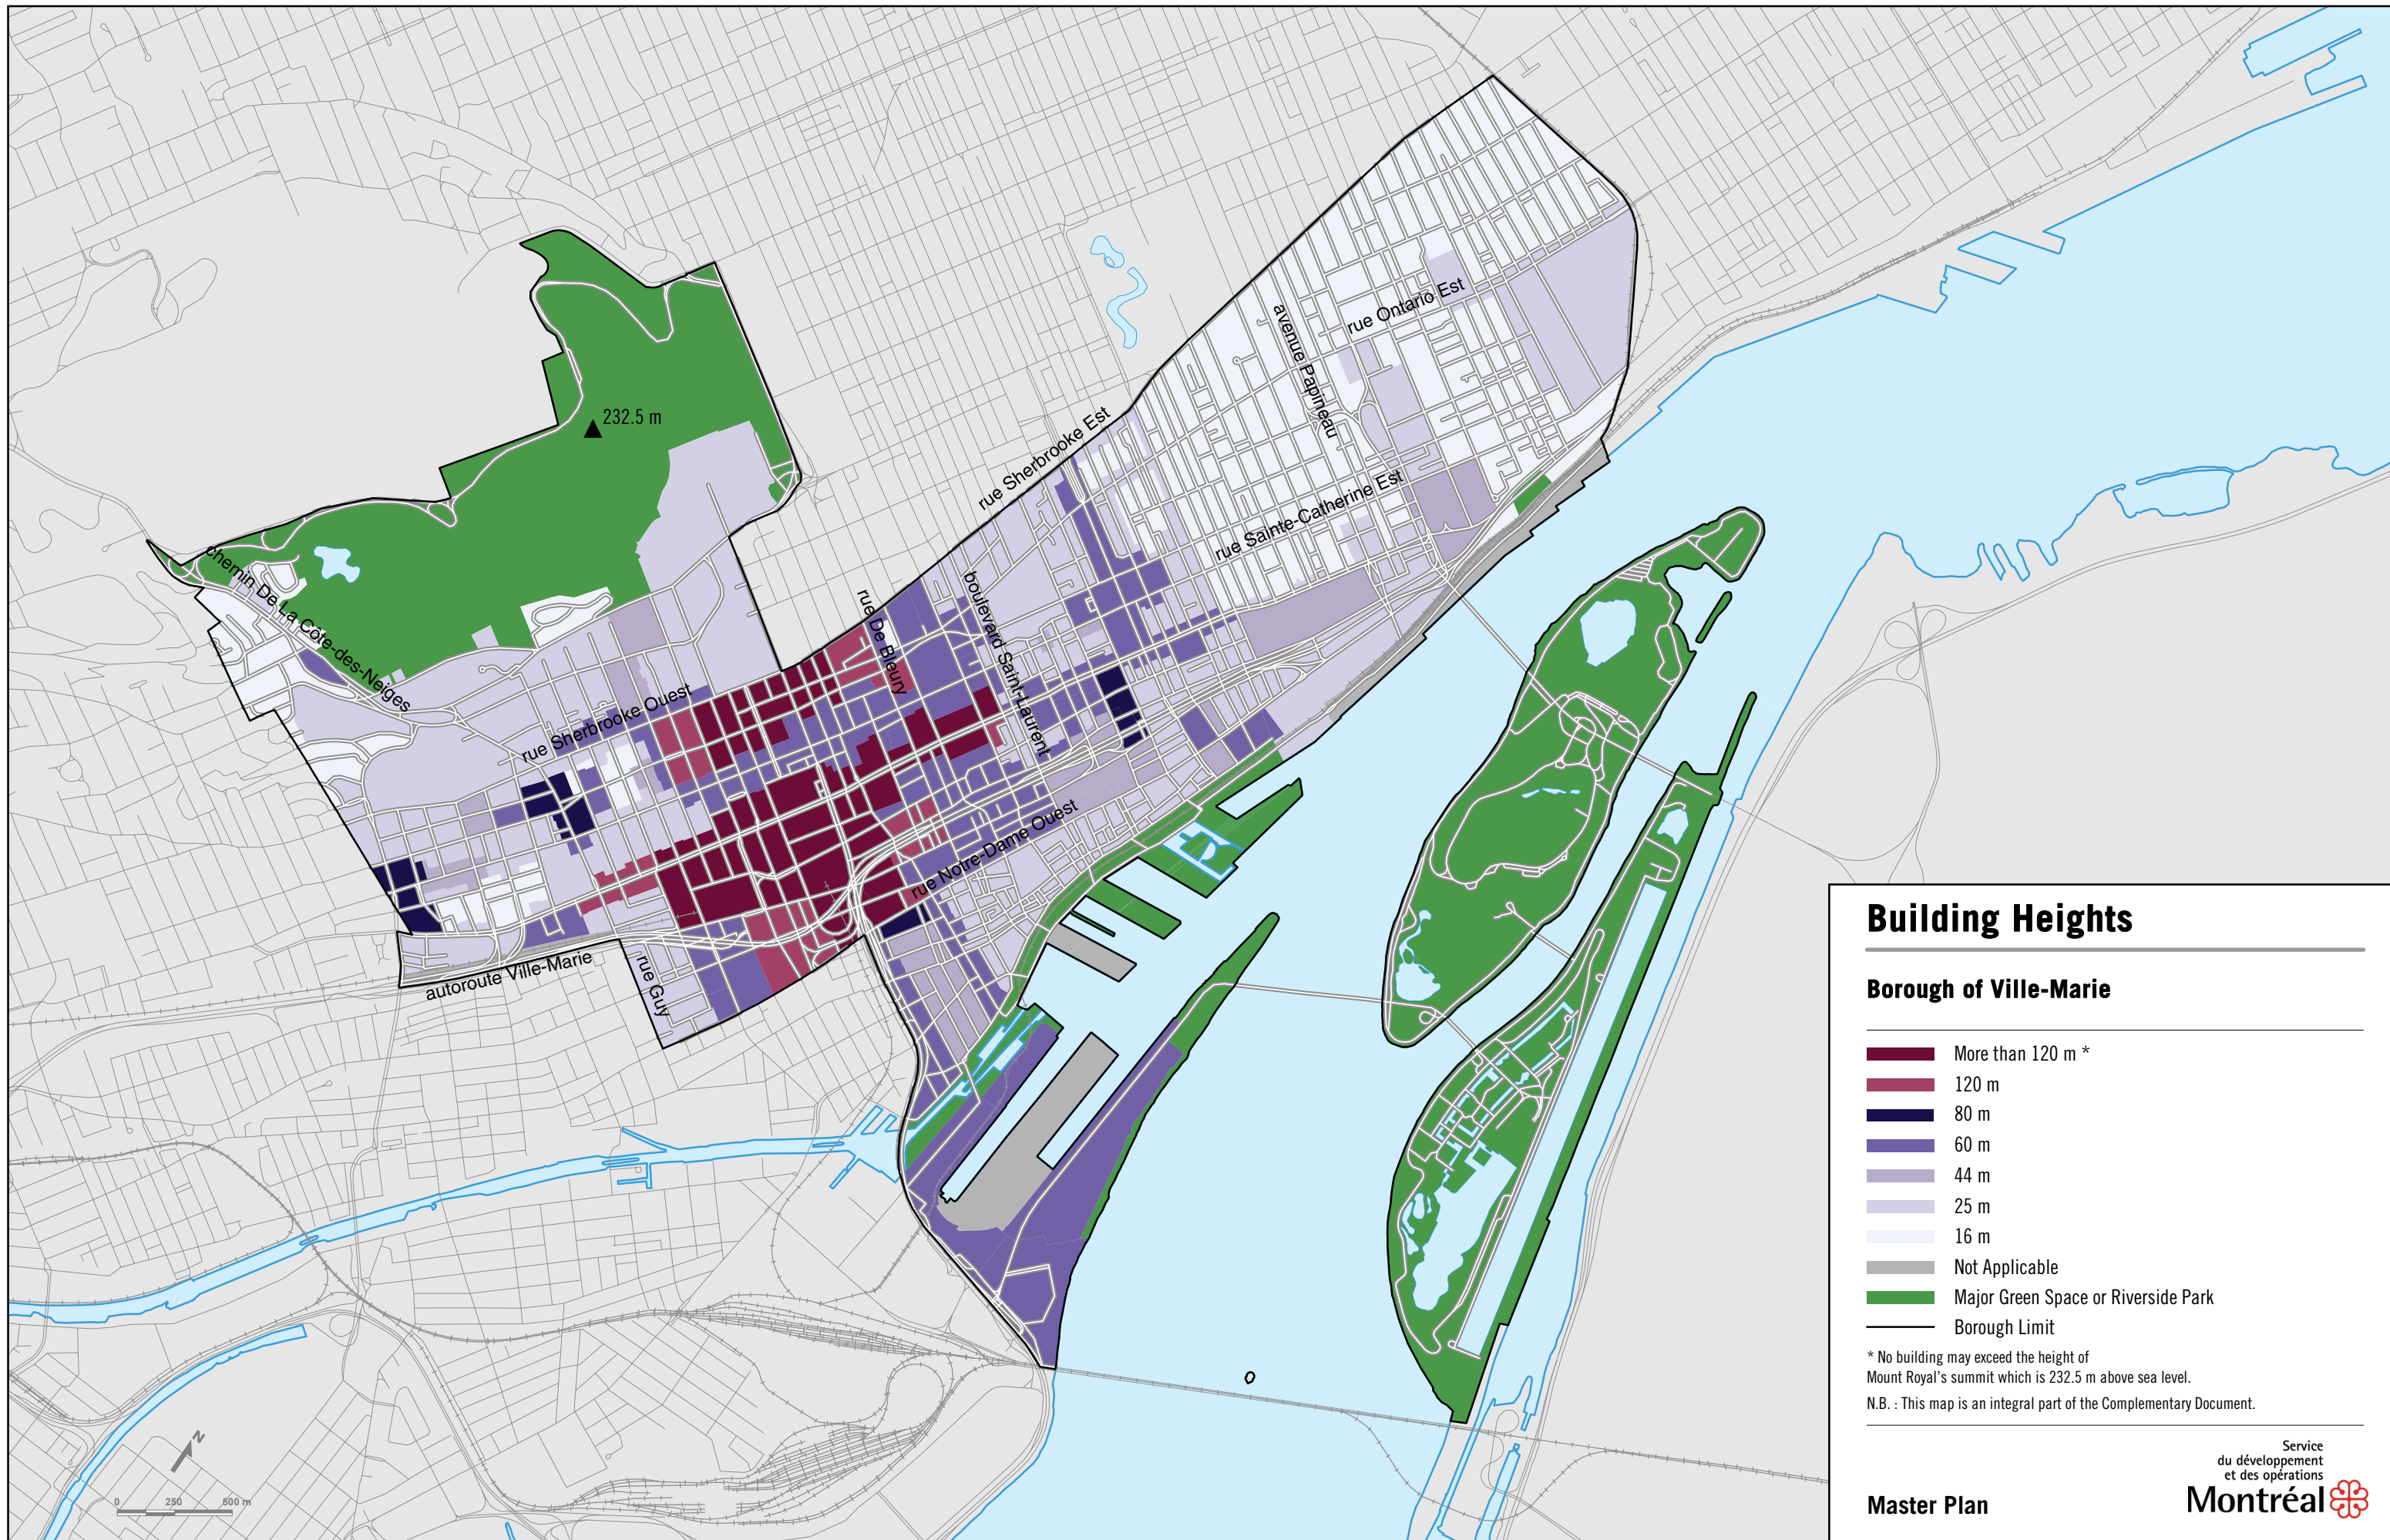 232.5 m
rue Ontario Est
avenue Papineau
rue Sherbrooke Est
rue Sainte-Catherine Est
chemin De La Côte-des-Neiges
rue De Bleury
boulevard Saint-Laurent
rue Sherbrooke Ouest
rue Notre-Dame Ouest
autoroute Ville-Marie
rue Guy
N
0 250 500 m
Building Heights
Borough of Ville-Marie
More than 120 m *
120 m
80 m
60 m
44 m
25 m
16 m
Not Applicable
Major Green Space or Riverside Park
Borough Limit
* No building may exceed the height of
Mount Royal's summit which is 232.5 m above sea level.
N.B. : This map is an integral part of the Complementary Document.
Service
du développement
et des opérations
Montréal
Master Plan